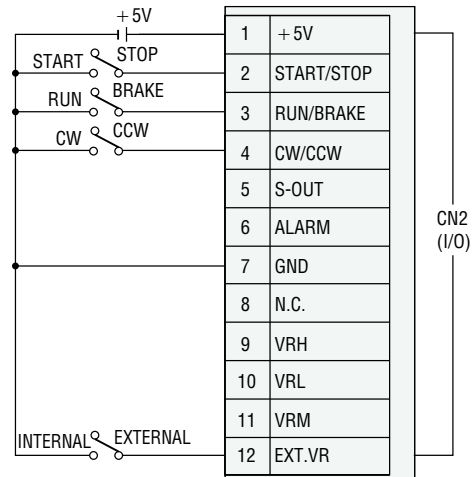 +5V
1 +5V
START STOP
2 START/STOP
RUN BRAKE
3 RUN/BRAKE
CW CCW
4 CW/CCW
5 S-OUT
6 ALARM
CN2
(I/O)
7 GND
8 N.C.
9 VRH
10 VRL
11 VRM
INTERNAL EXTERNAL
12 EXT.VR